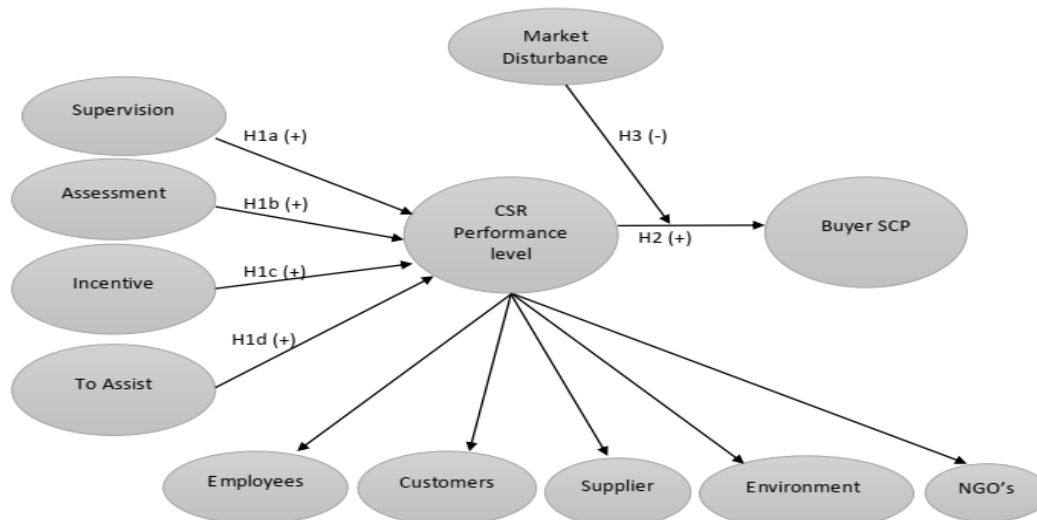 Market
Disturbance
Supervision
H1a (+)
H3 (-)
Assessment
H1b (+)
CSR
Performance
level
Buyer SCP
H2 (+)
Incentive
H1c (+)
H1d (+)
To Assist
Employees
Customers
Supplier
Environment
NGO’s